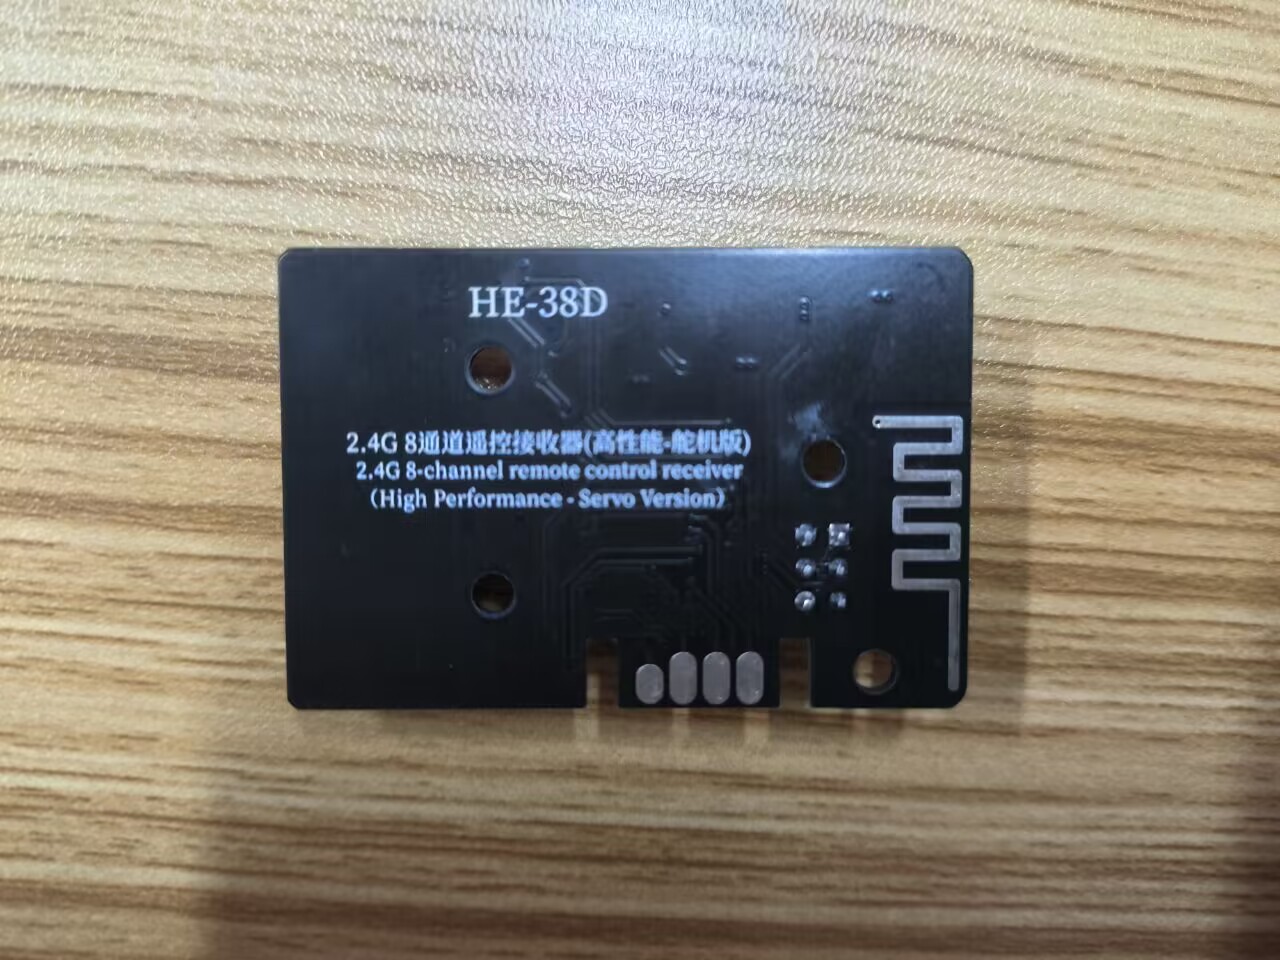 HE-38D
2.4G 8通道遥控接收器(高性能-舵机版)
2.4G 8-channel remote control receiver
（High Performance - Servo Version）